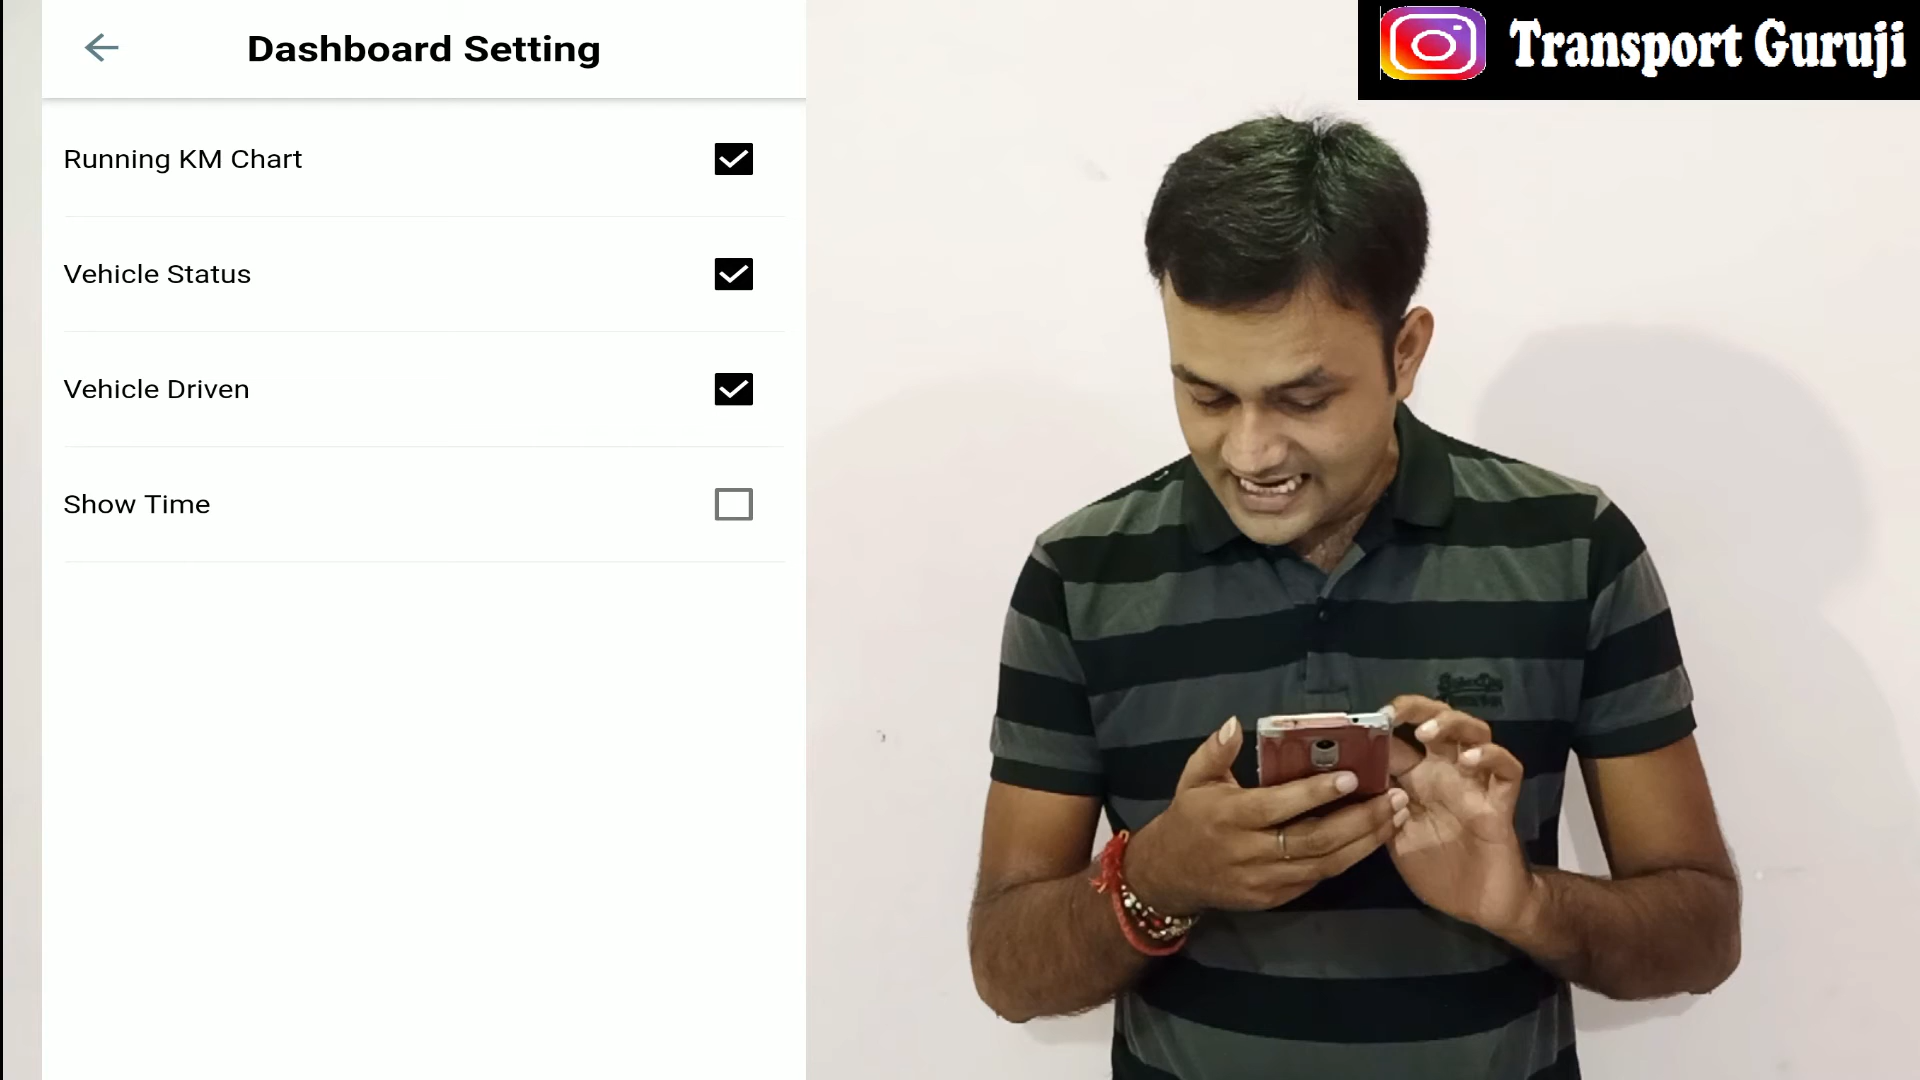 Dashboard Setting
Running KM Chart
Vehicle Status
Vehicle Driven
Show Time
Transport Guruji